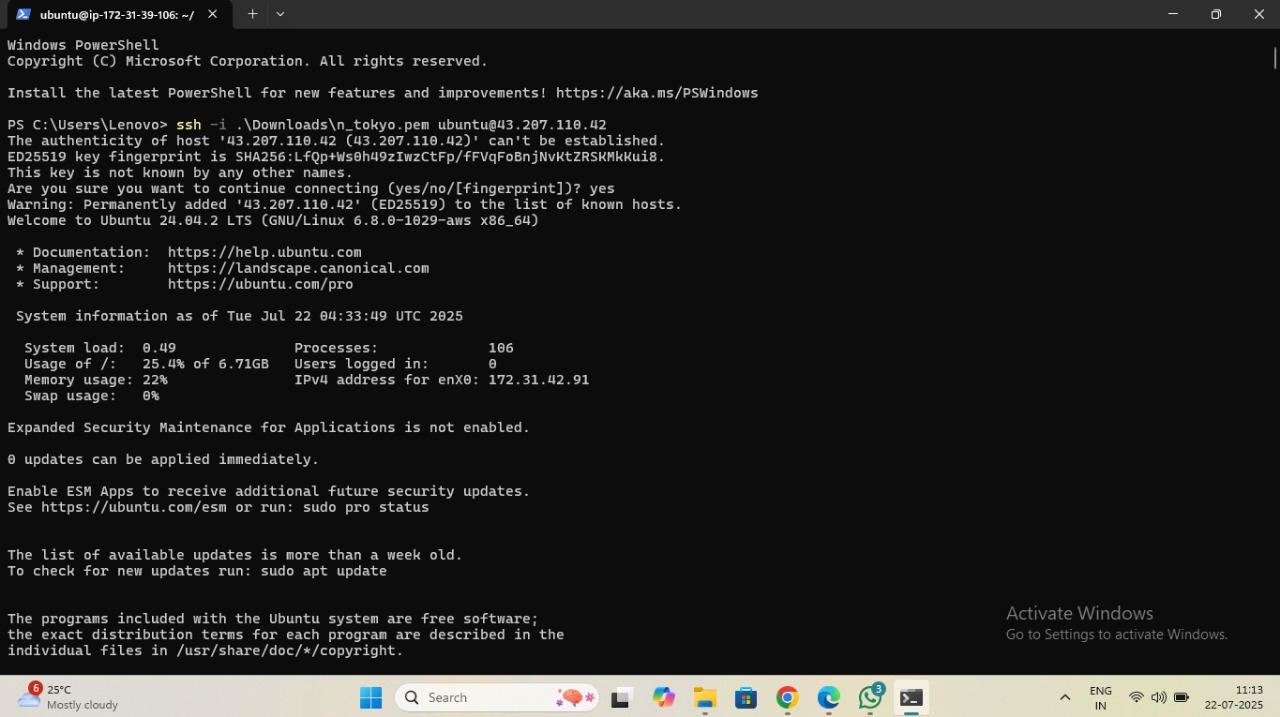 ubuntu@ip-172-31-39-106: ~/
Windows PowerShell
Copyright (C) Microsoft Corporation. All rights reserved.
Install the latest PowerShell for new features and improvements! https://aka.ms/PSWindows
PS C:\Users\Lenovo> ssh -i .\Downloads\n_tokyo.pem ubuntu@43.207.110.42
The authenticity of host '43.207.110.42 (43.207.110.42)' can't be established.
ED25519 key fingerprint is SHA256:LfQp+Ws0h49zIwzCtFp/fFVqFoBnjNvKtZRSKMkKui8.
This key is not known by any other names.
Are you sure you want to continue connecting (yes/no/[fingerprint])? yes
Warning: Permanently added '43.207.110.42' (ED25519) to the list of known hosts.
Welcome to Ubuntu 24.04.2 LTS (GNU/Linux 6.8.0-1029-aws x86_64)
* Documentation:  https://help.ubuntu.com
* Management:     https://landscape.canonical.com
* Support:        https://ubuntu.com/pro
System information as of Tue Jul 22 04:33:49 UTC 2025
System load:  0.49              Processes:             106
Usage of /:   25.4% of 6.71GB   Users logged in:       0
Memory usage: 22%               IPv4 address for enX0: 172.31.42.91
Swap usage:   0%
Expanded Security Maintenance for Applications is not enabled.
0 updates can be applied immediately.
Enable ESM Apps to receive additional future security updates.
See https://ubuntu.com/esm or run: sudo pro status
The list of available updates is more than a week old.
To check for new updates run: sudo apt update
The programs included with the Ubuntu system are free software;
the exact distribution terms for each program are described in the
individual files in /usr/share/doc/*/copyright.
Activate Windows
Go to Settings to activate Windows.
6
25°C
Mostly cloudy
Search
3
ENG
IN
11:13
22-07-2025